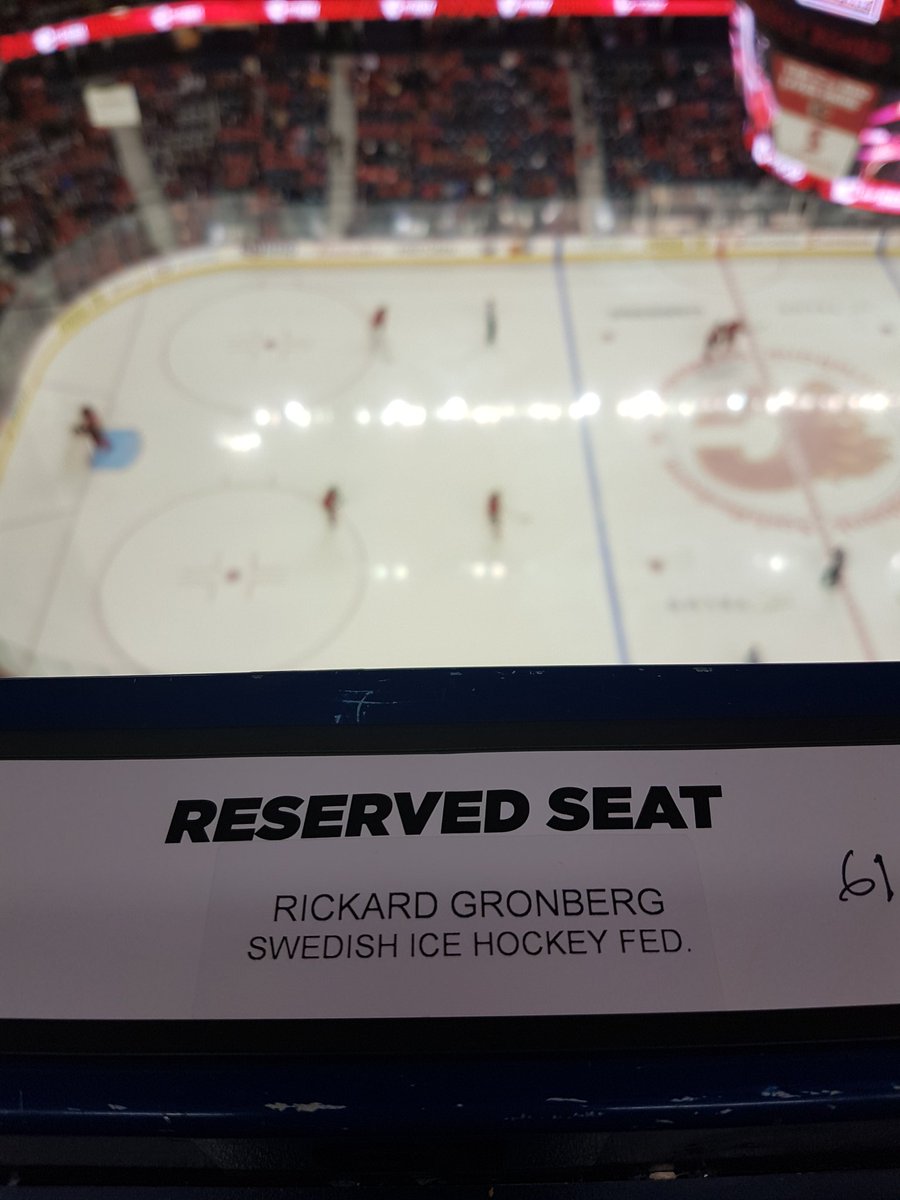 RESERVED SEAT
61
RICKARD GRONBERG
SWEDISH ICE HOCKEY FED.